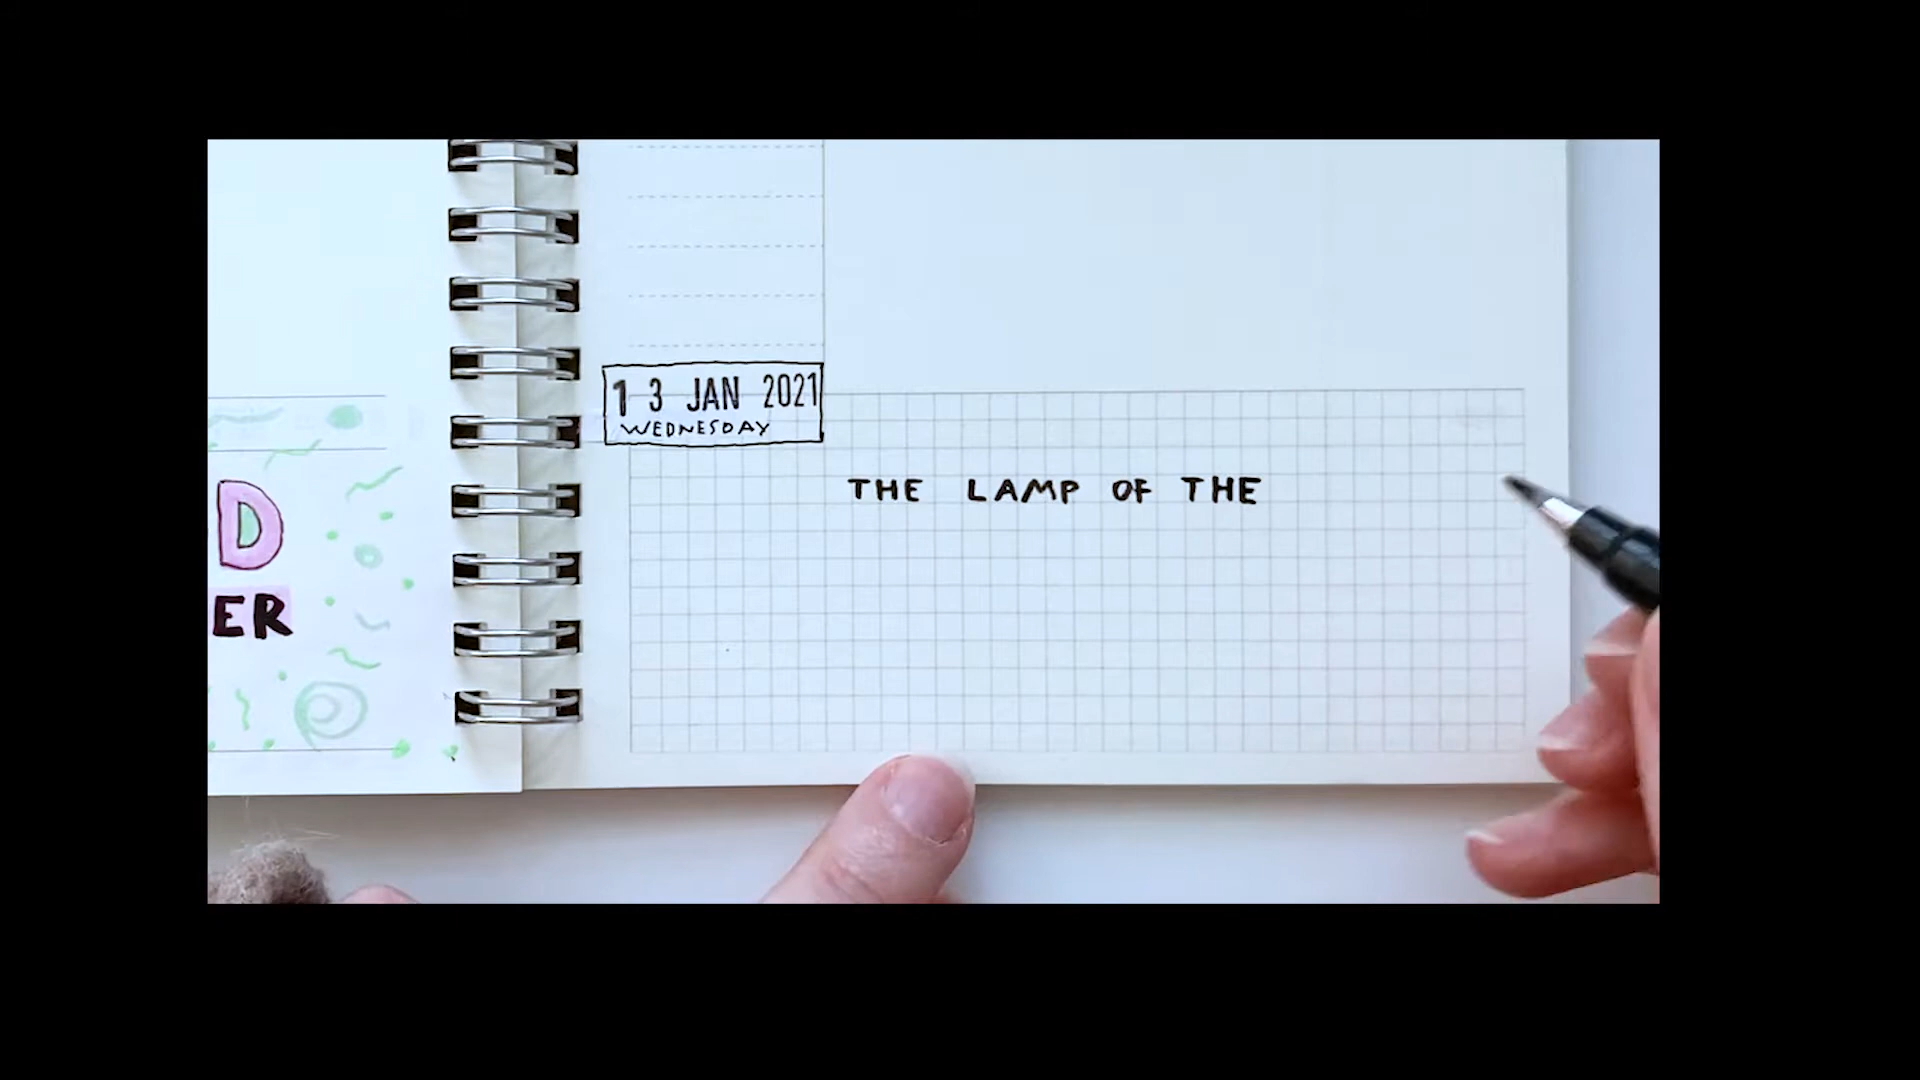 D
ER
13 JAN 2021
WEDNESDAY
THE LAMP OF THE